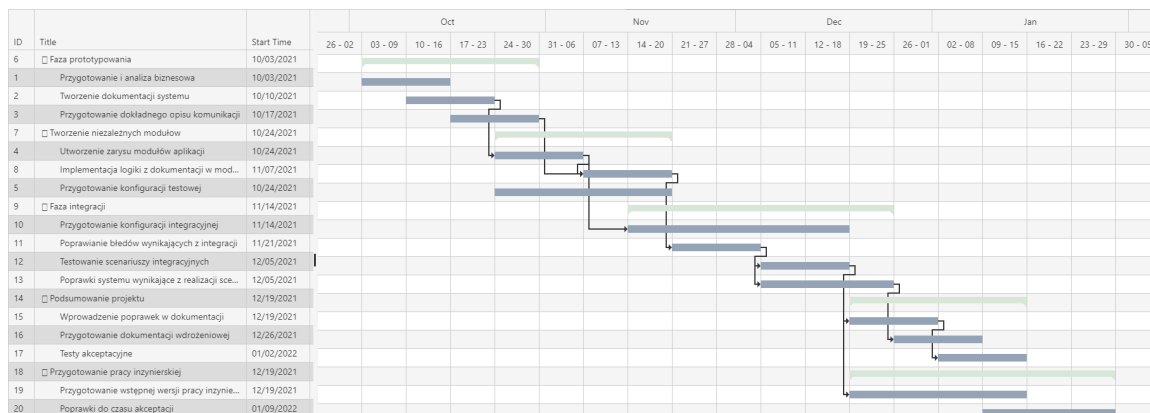 Oct Nov Dec Jan
ID Title Start Time 26 - 02 03 - 09 10 - 16 17 - 23 24 - 30 31 - 06 07 - 13 14 - 20 21 - 27 28 - 04 05 - 11 12 - 18 19 - 25 26 - 01 02 - 08 09 - 15 16 - 22 23 - 29 30 - 05
6 Faza prototypowania 10/03/2021
1 Przygotowanie i analiza biznesowa 10/03/2021
2 Tworzenie dokumentacji systemu 10/10/2021
3 Przygotowanie dokładnego opisu komunikacji 10/17/2021
7 Tworzenie niezależnych modułow 10/24/2021
4 Utworzenie zarysu modułów aplikacji 10/24/2021
8 Implementacja logiki z dokumentacji w mod... 11/07/2021
5 Przygotowanie konfiguracji testowej 10/24/2021
9 Faza integracji 11/14/2021
10 Przygotowanie konfiguracji integracyjnej 11/14/2021
11 Poprawianie błedów wynikających z integracji 11/21/2021
12 Testowanie scenariuszy integracyjnych 12/05/2021
13 Poprawki systemu wynikające z realizacji sce... 12/05/2021
14 Podsumowanie projektu 12/19/2021
15 Wprowadzenie poprawek w dokumentacji 12/19/2021
16 Przygotowanie dokumentacji wdrożeniowej 12/26/2021
17 Testy akceptacyjne 01/02/2022
18 Przygotowanie pracy inzynierskiej 12/19/2021
19 Przygotowanie wstępnej wersji pracy inzynie... 12/19/2021
20 Poprawki do czasu akceptacji 01/09/2022